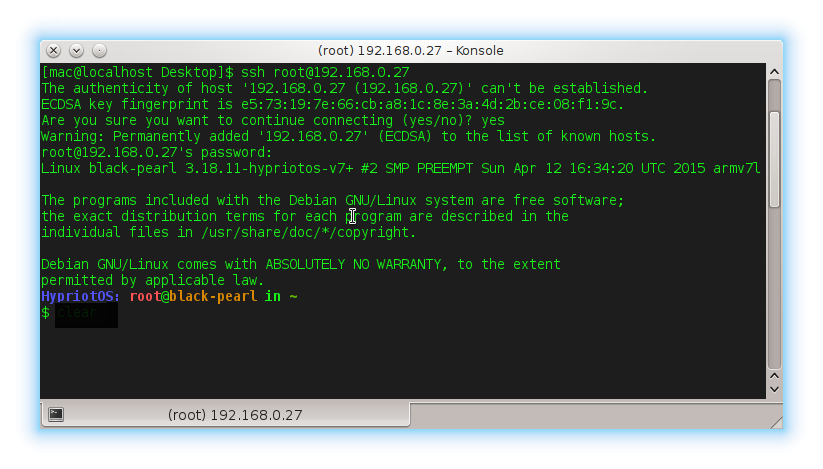 (root) 192.168.0.27 – Konsole
[mac@localhost Desktop]$ ssh root@192.168.0.27
The authenticity of host '192.168.0.27 (192.168.0.27)' can't be established.
ECDSA key fingerprint is e5:73:19:7e:66:cb:a8:1c:8e:3a:4d:2b:ce:08:f1:9c.
Are you sure you want to continue connecting (yes/no)? yes
Warning: Permanently added '192.168.0.27' (ECDSA) to the list of known hosts.
root@192.168.0.27's password:
Linux black-pearl 3.18.11-hypriotos-v7+ #2 SMP PREEMPT Sun Apr 12 16:34:20 UTC 2015 armv7l
The programs included with the Debian GNU/Linux system are free software;
the exact distribution terms for each program are described in the
individual files in /usr/share/doc/*/copyright.
Debian GNU/Linux comes with ABSOLUTELY NO WARRANTY, to the extent
permitted by applicable law.
HypriotOS: root@black-pearl in ~
$ clear
(root) 192.168.0.27